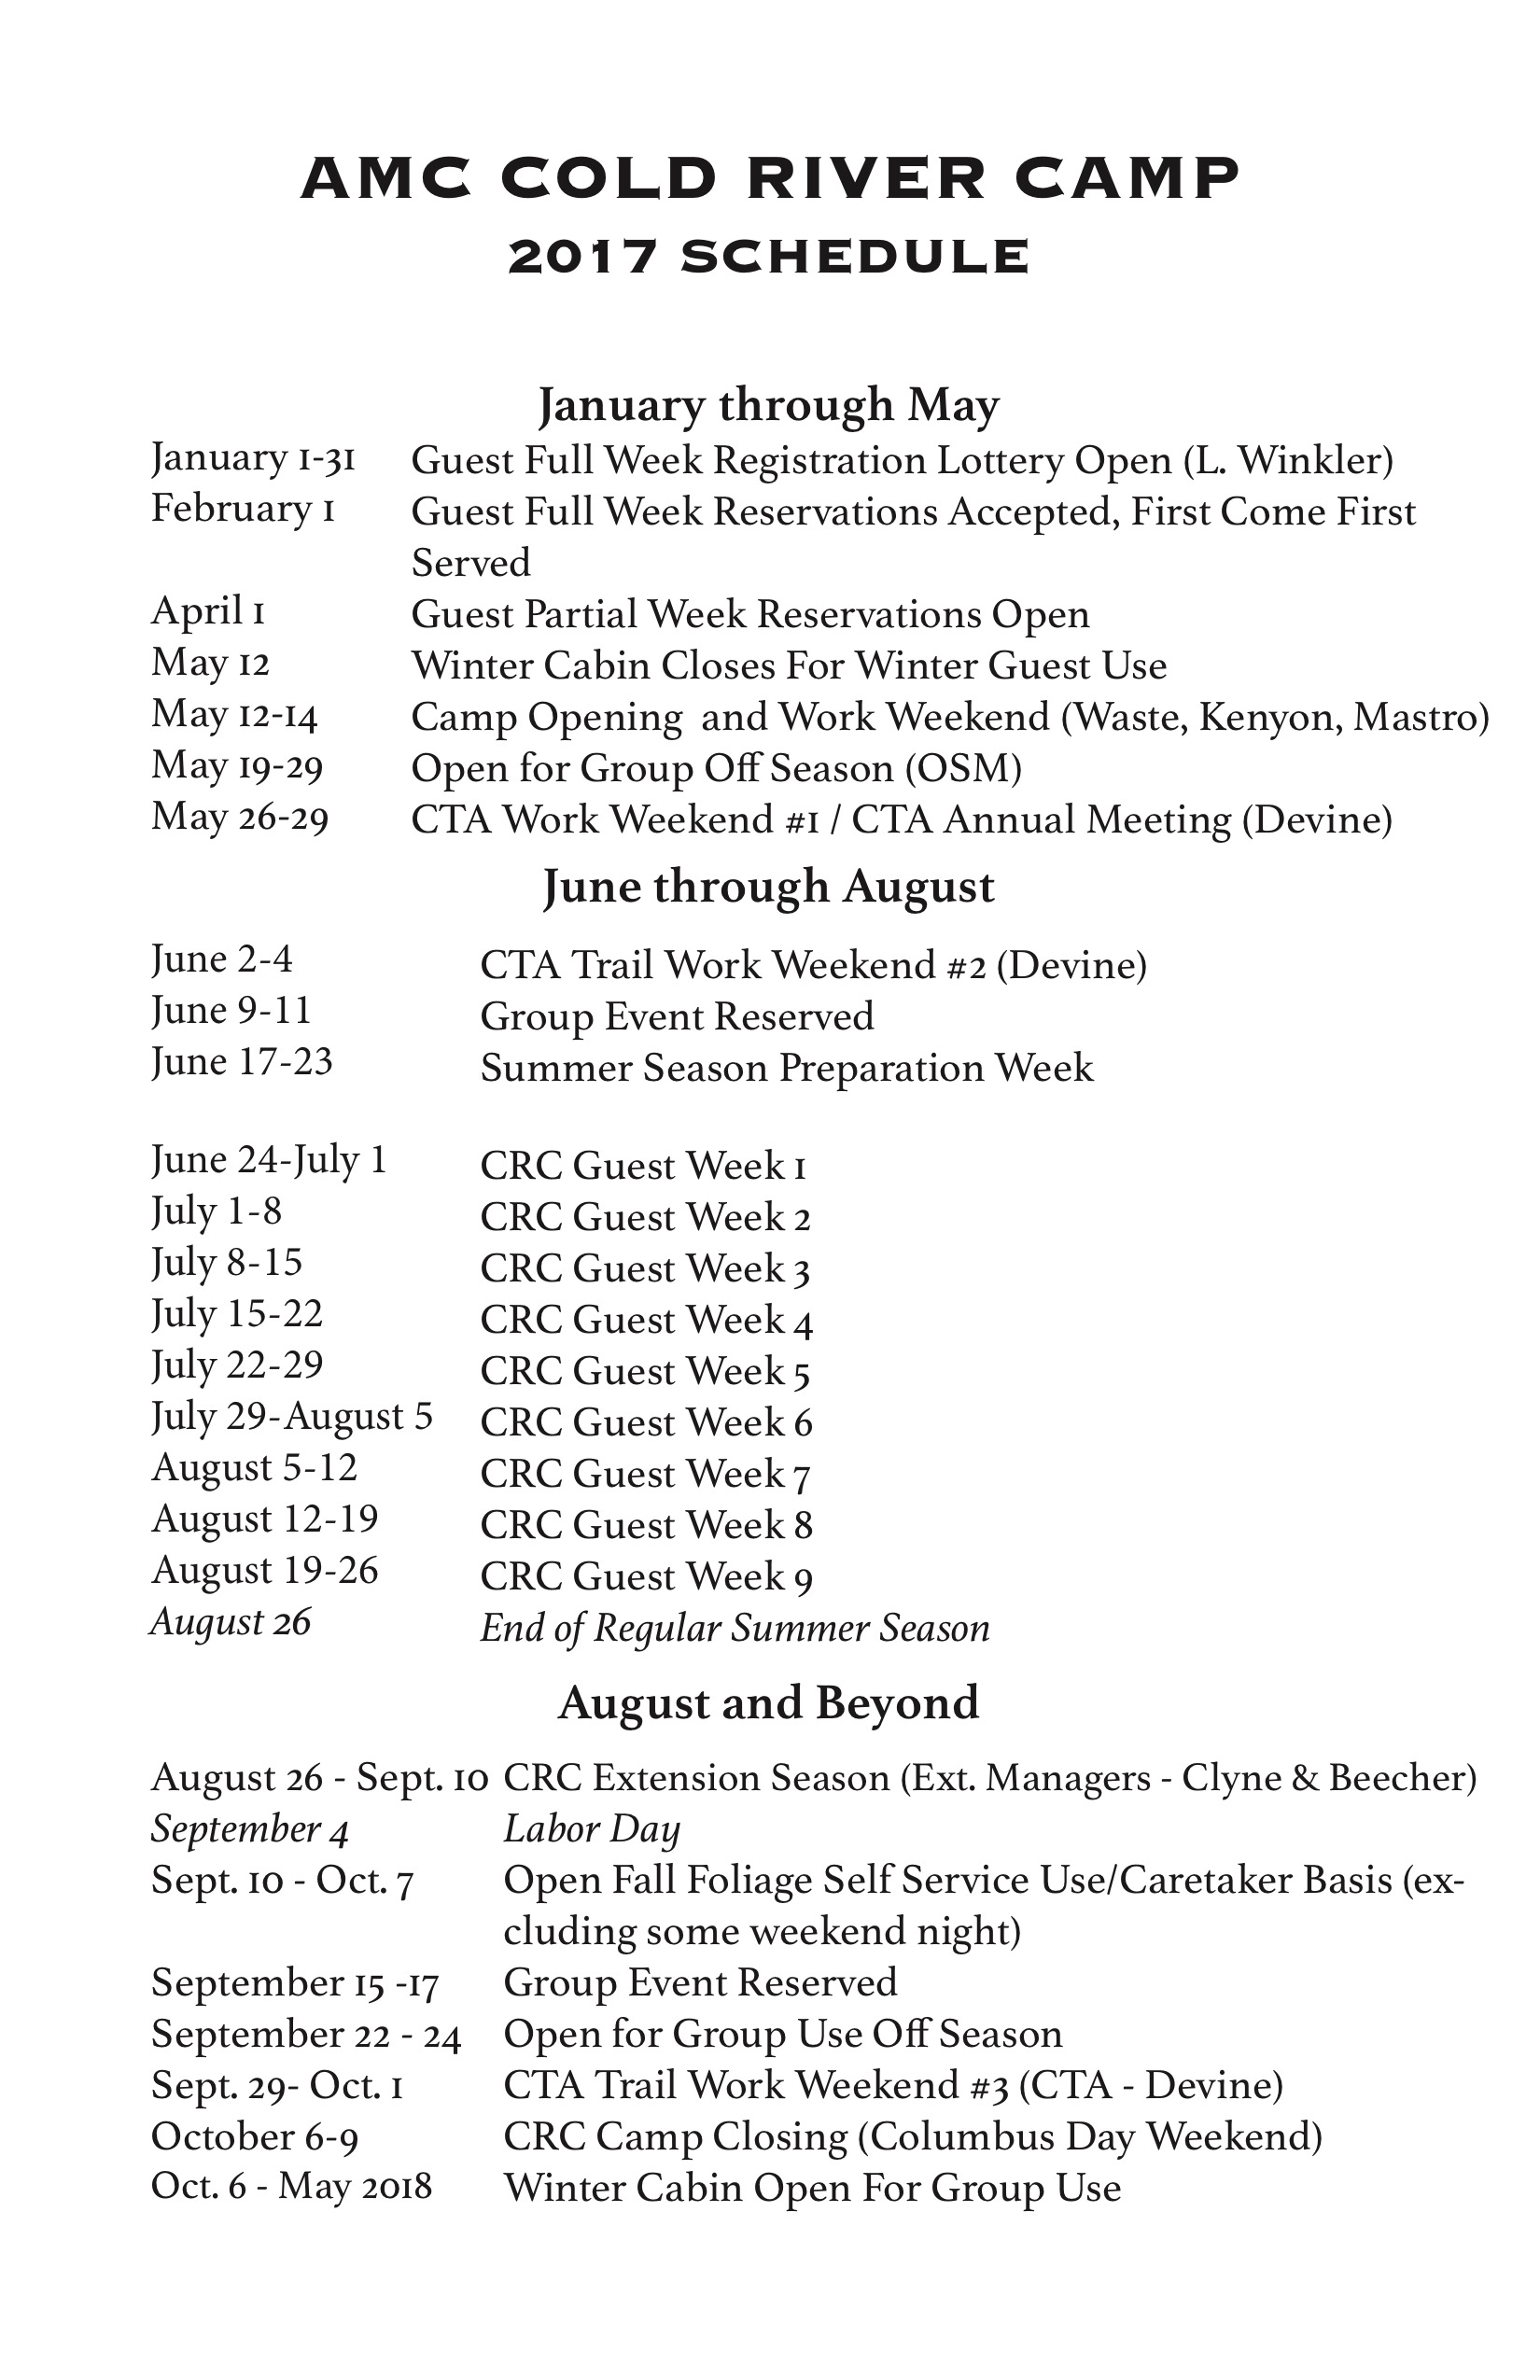 AMC COLD RIVER CAMP
2017 SCHEDULE
January through May
January 1-31 Guest Full Week Registration Lottery Open (L. Winkler)
February 1 Guest Full Week Reservations Accepted, First Come First
Served
April 1 Guest Partial Week Reservations Open
May 12 Winter Cabin Closes For Winter Guest Use
May 12-14 Camp Opening  and Work Weekend (Waste, Kenyon, Mastro)
May 19-29 Open for Group Off Season (OSM)
May 26-29 CTA Work Weekend #1 / CTA Annual Meeting (Devine)
June through August
June 2-4 CTA Trail Work Weekend #2 (Devine)
June 9-11 Group Event Reserved
June 17-23 Summer Season Preparation Week
June 24-July 1 CRC Guest Week 1
July 1-8 CRC Guest Week 2
July 8-15 CRC Guest Week 3
July 15-22 CRC Guest Week 4
July 22-29 CRC Guest Week 5
July 29-August 5 CRC Guest Week 6
August 5-12 CRC Guest Week 7
August 12-19 CRC Guest Week 8
August 19-26 CRC Guest Week 9
August 26 End of Regular Summer Season
August and Beyond
August 26 - Sept. 10 CRC Extension Season (Ext. Managers - Clyne & Beecher)
September 4 Labor Day
Sept. 10 - Oct. 7 Open Fall Foliage Self Service Use/Caretaker Basis (ex-
cluding some weekend night)
September 15 -17 Group Event Reserved
September 22 - 24 Open for Group Use Off Season
Sept. 29- Oct. 1 CTA Trail Work Weekend #3 (CTA - Devine)
October 6-9 CRC Camp Closing (Columbus Day Weekend)
Oct. 6 - May 2018 Winter Cabin Open For Group Use